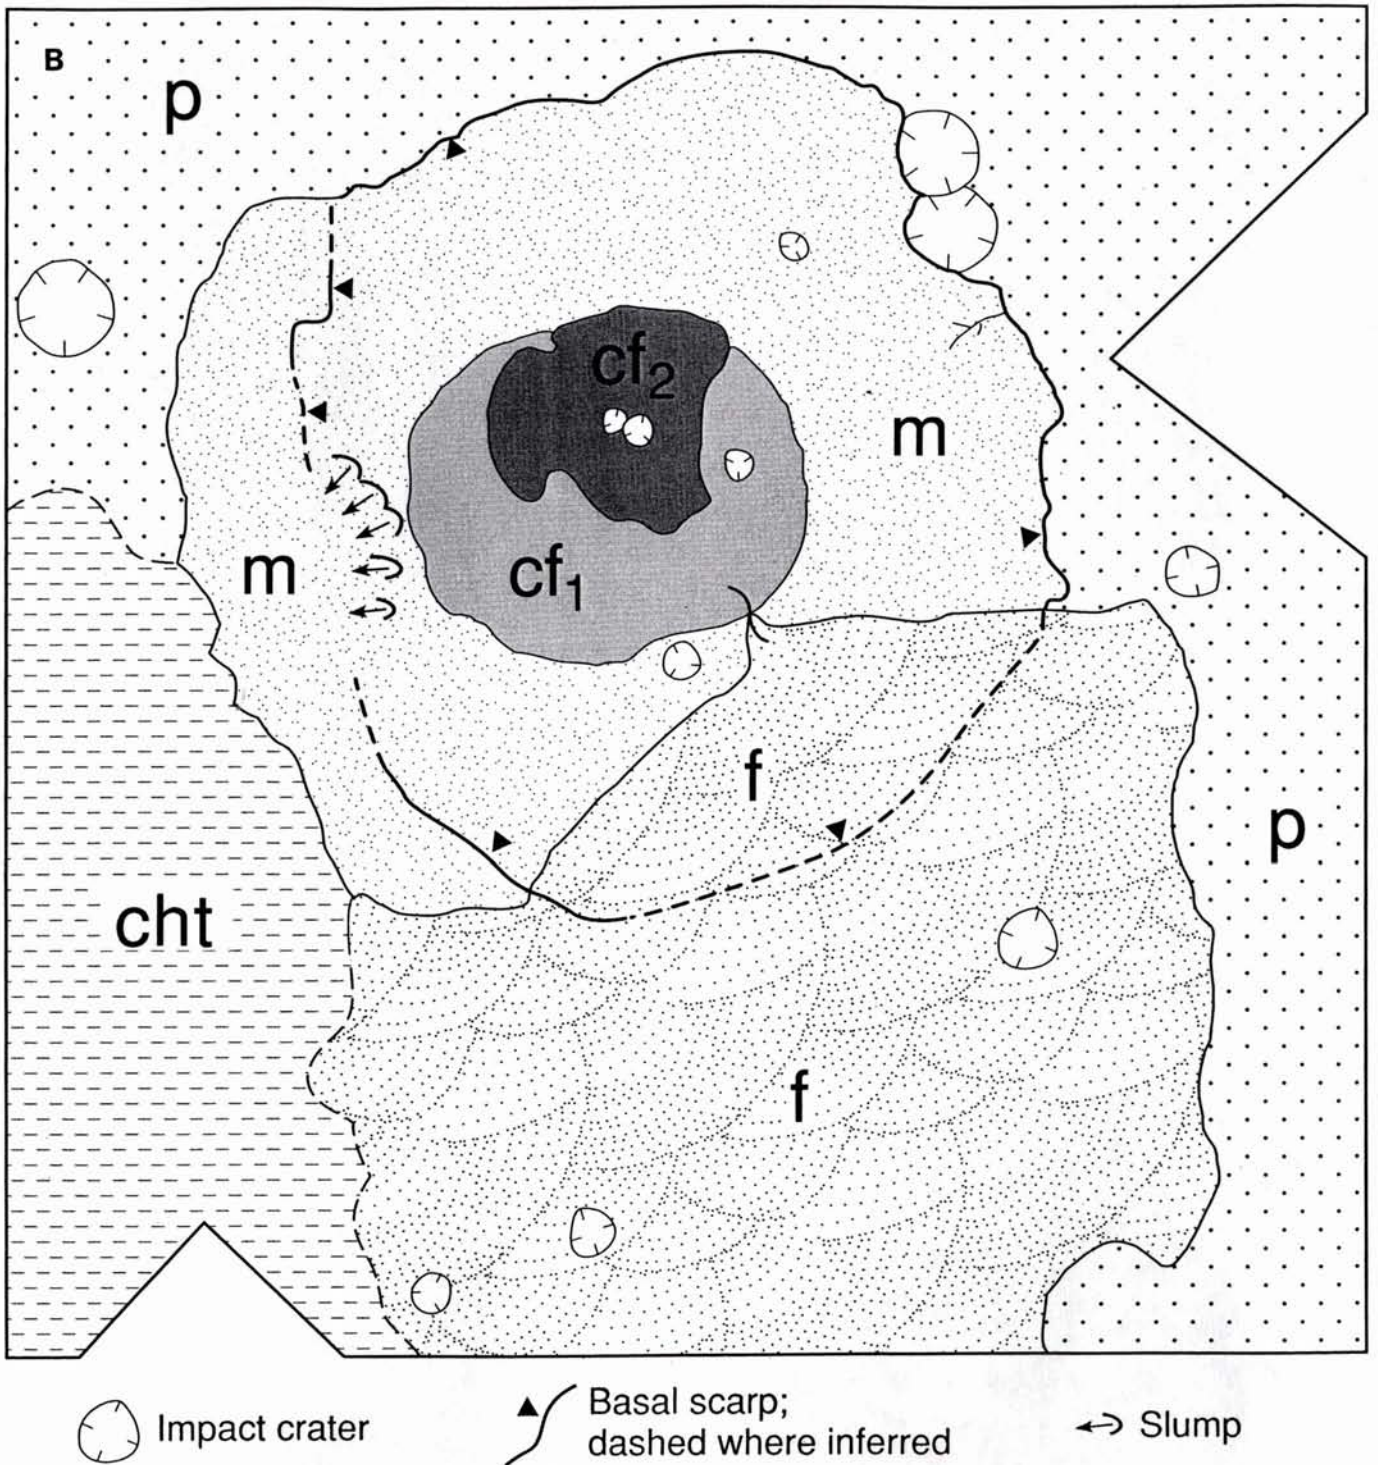 B
p
cf₂
m
m
cf₁
f
p
cht
f
Impact crater
Basal scarp;
dashed where inferred
Slump